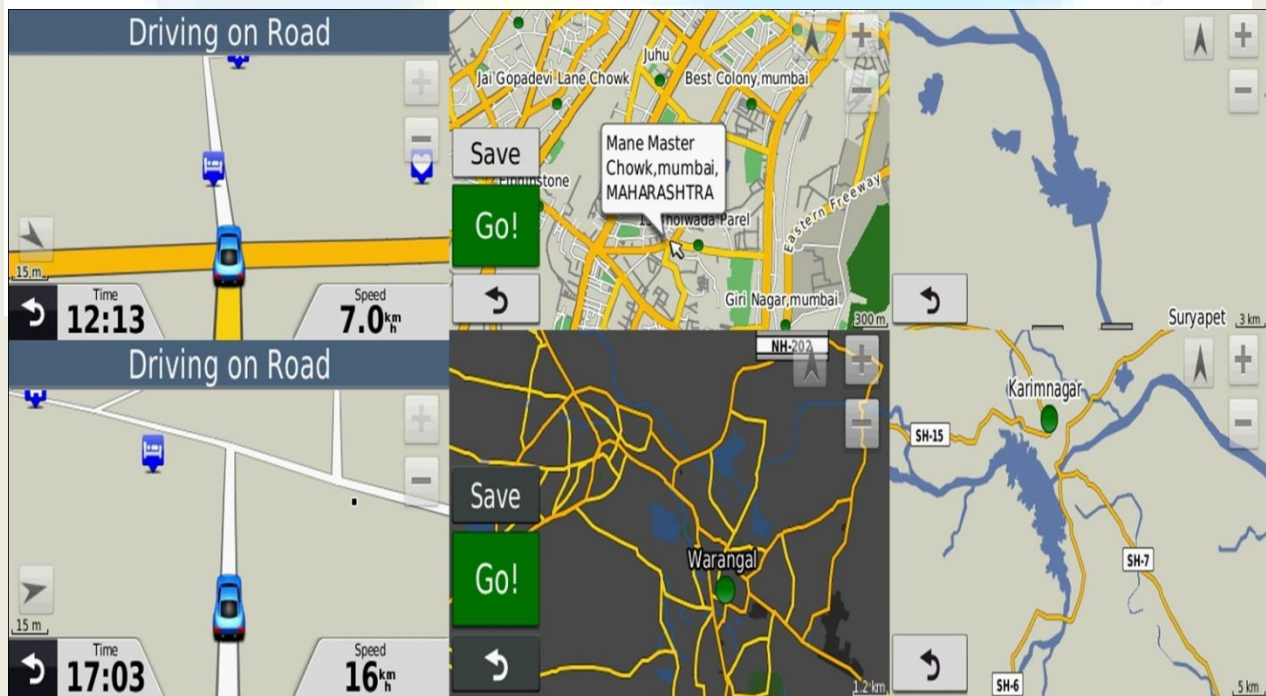 Driving on Road
15 m
Time
12:13
Speed
7.0 km/h
Jai Gopadevi Lane Chowk
Juhu
Best Colony,mumbai
Save
Mane Master
Chowk,mumbai,
MAHARASHTRA
Go!
Parel
Eastern Freeway
Giri Nagar,mumbai
300 m
Suryapet
3 km
Driving on Road
15 m
Time
17:03
Speed
16 km/h
NH-202
Save
Go!
Warangal
1.2 km
Karimnagar
SH-15
SH-7
SH-6
5 km